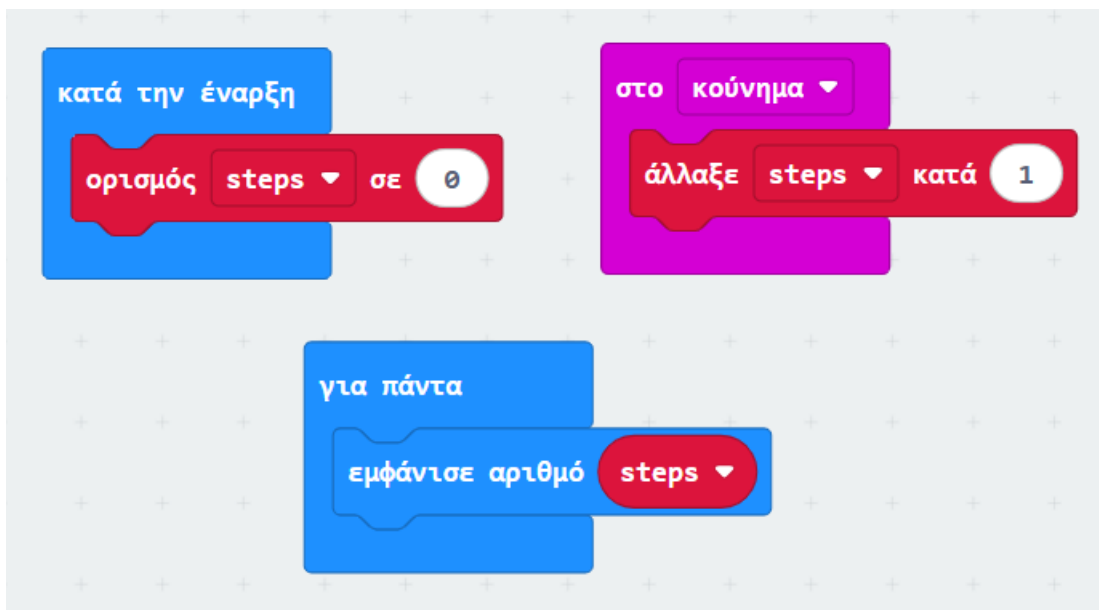 κατά την έναρξη
ορισμός steps σε 0
στο κούνημα
άλλαξε steps κατά 1
για πάντα
εμφάνισε αριθμό steps